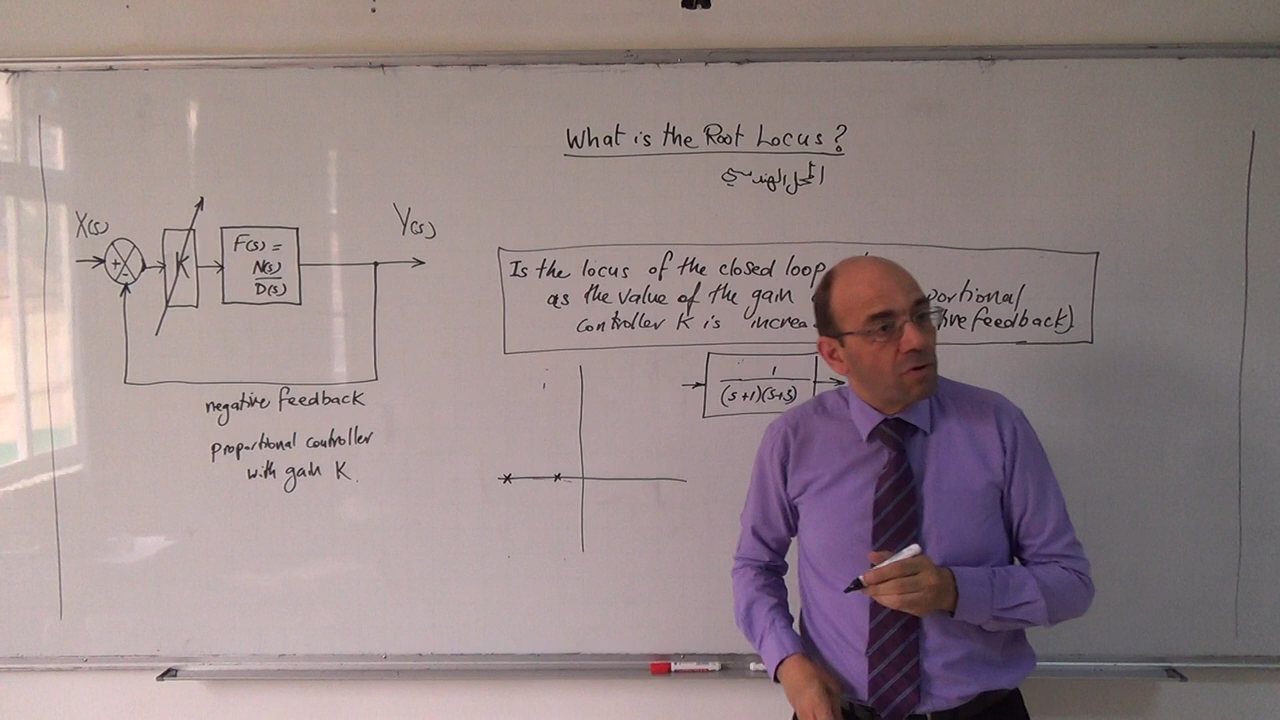 What is the Root Locus?
المحل الهندسي
X(s)
Y(s)
+
-
K
F(s) =
N(s)
D(s)
negative feedback
proportional controller
with gain K.
Is the locus of the closed loop
as the value of the gain
controller K is feedback)
1
(s+1)(s+3)